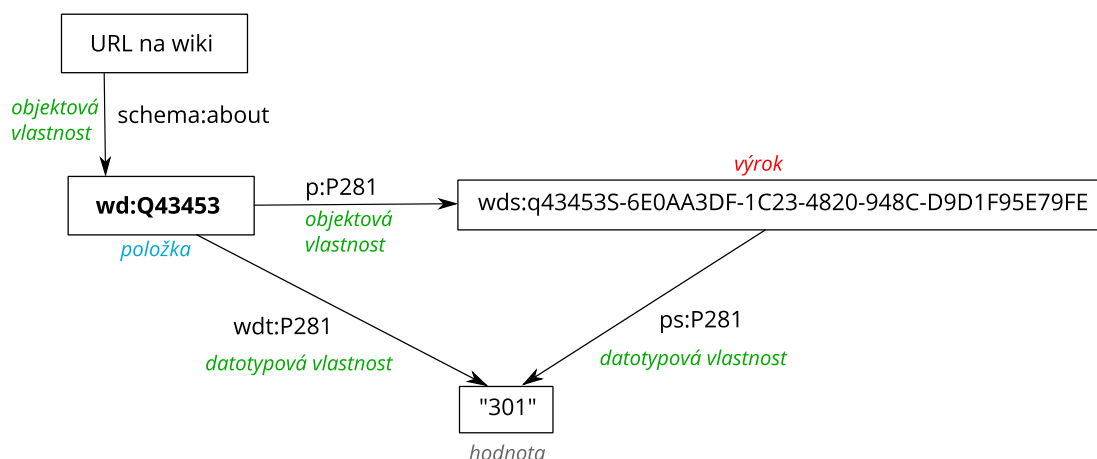 URL na wiki
objektová
vlastnost
schema:about
výrok
wd:Q43453
p:P281
wds:q43453S-6E0AA3DF-1C23-4820-948C-D9D1F95E79FE
položka
objektová
vlastnost
wdt:P281
ps:P281
datotypová vlastnost
datotypová vlastnost
"301"
hodnota